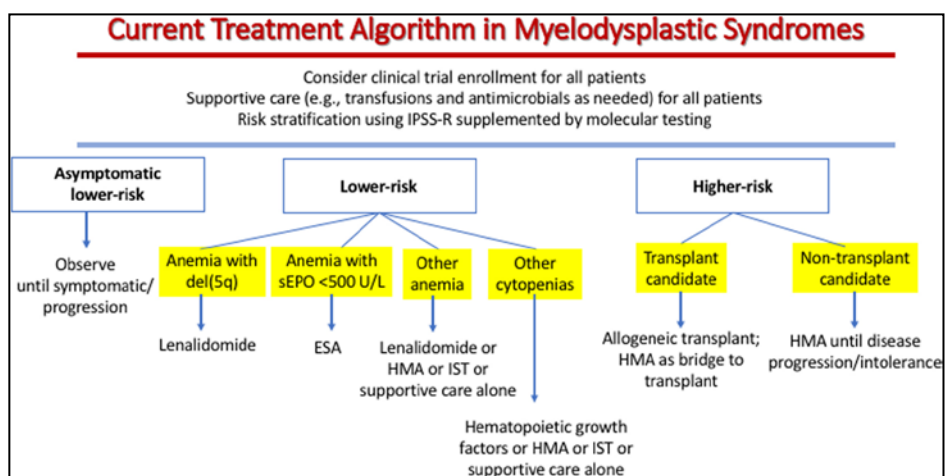 Current Treatment Algorithm in Myelodysplastic Syndromes
Consider clinical trial enrollment for all patients
Supportive care (e.g., transfusions and antimicrobials as needed) for all patients
Risk stratification using IPSS-R supplemented by molecular testing
Asymptomatic
lower-risk
Observe
until symptomatic/
progression
Lower-risk
Anemia with
del(5q)
Lenalidomide
Anemia with
sEPO <500 U/L
ESA
Other
anemia
Lenalidomide or
HMA or IST or
supportive care alone
Other
cytopenias
Hematopoietic growth
factors or HMA or IST or
supportive care alone
Higher-risk
Transplant
candidate
Allogeneic transplant;
HMA as bridge to
transplant
Non-transplant
candidate
HMA until disease
progression/intolerance